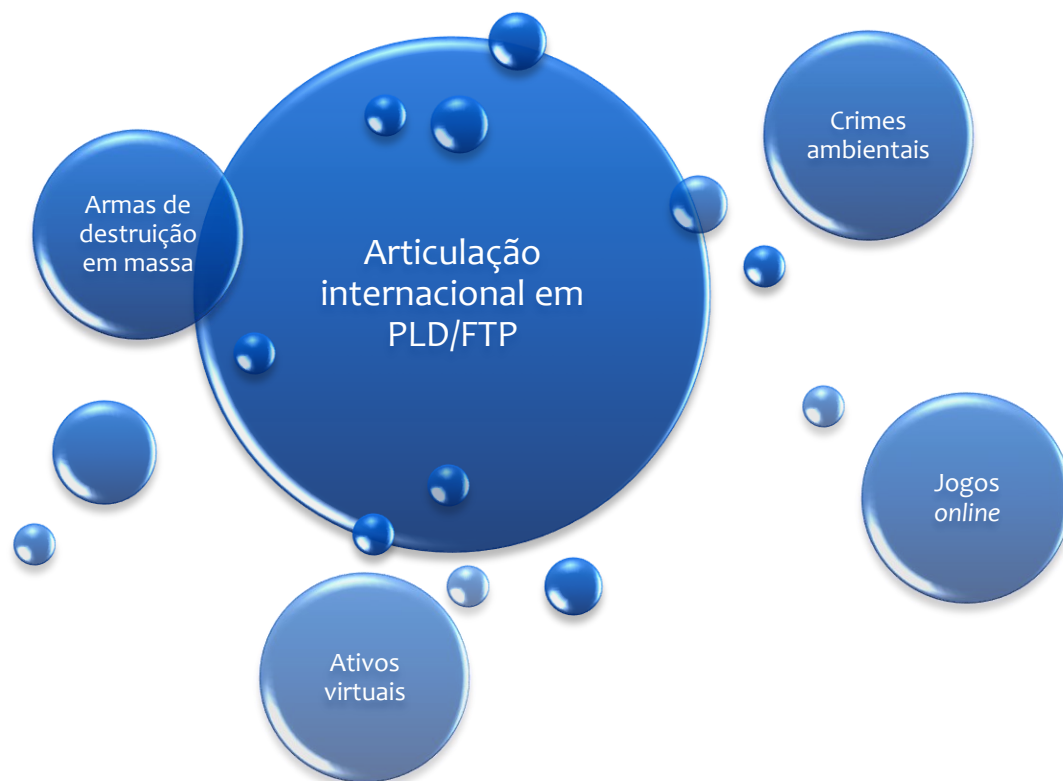 Crimes
ambientais
Armas de
destruição
em massa
Articulação
internacional em
PLD/FTP
Jogos
online
Ativos
virtuais